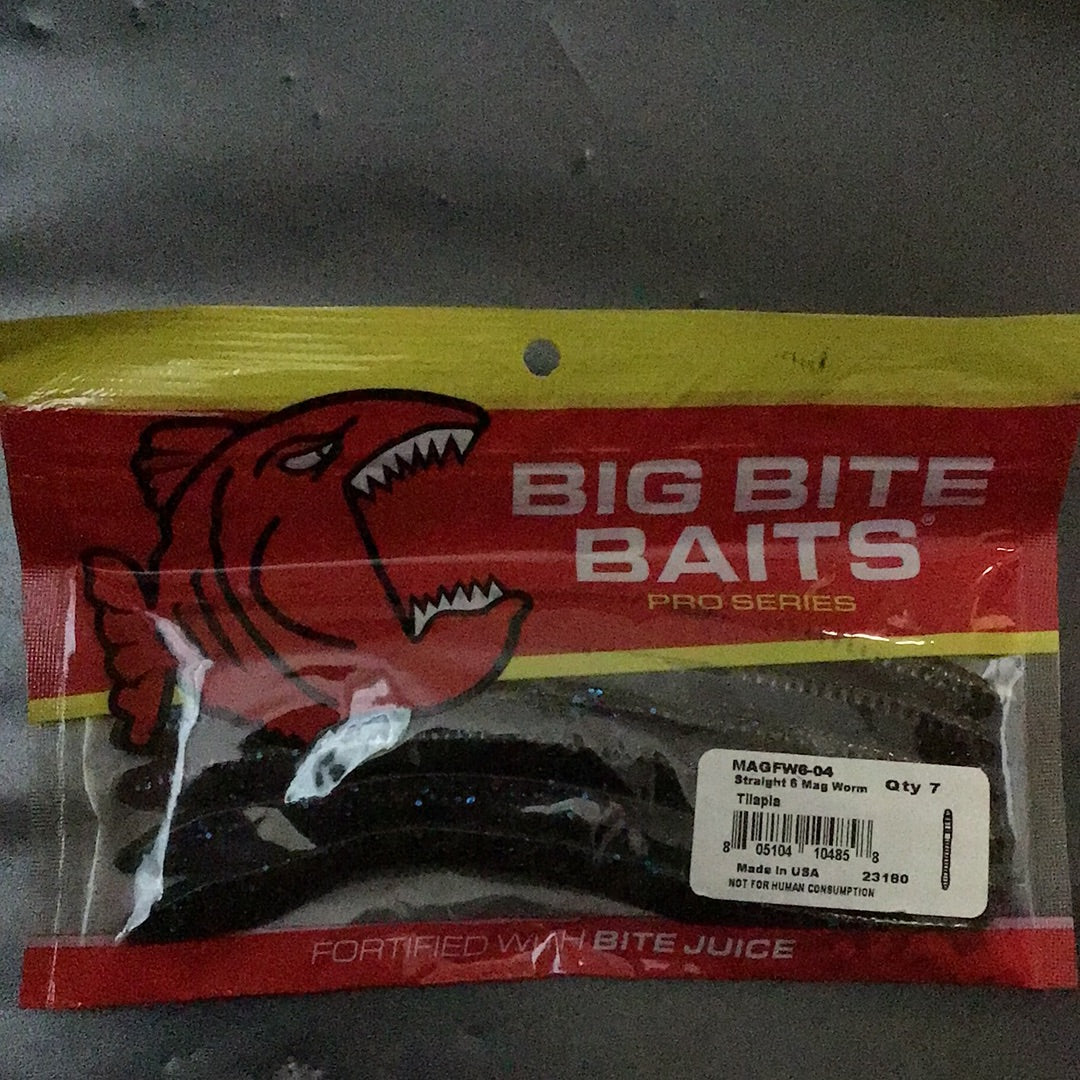 BIG BITE
BAITS®
PRO SERIES
MAGFW6-04
Straight 6 Mag Worm Qty 7
Tilapia
8 05104 10485 8
Made In USA 23180
NOT FOR HUMAN CONSUMPTION
FORTIFIED WITH BITE JUICE